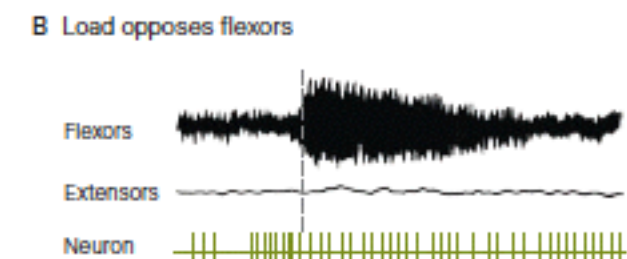 B Load opposes flexors
Flexors
Extensors
Neuron